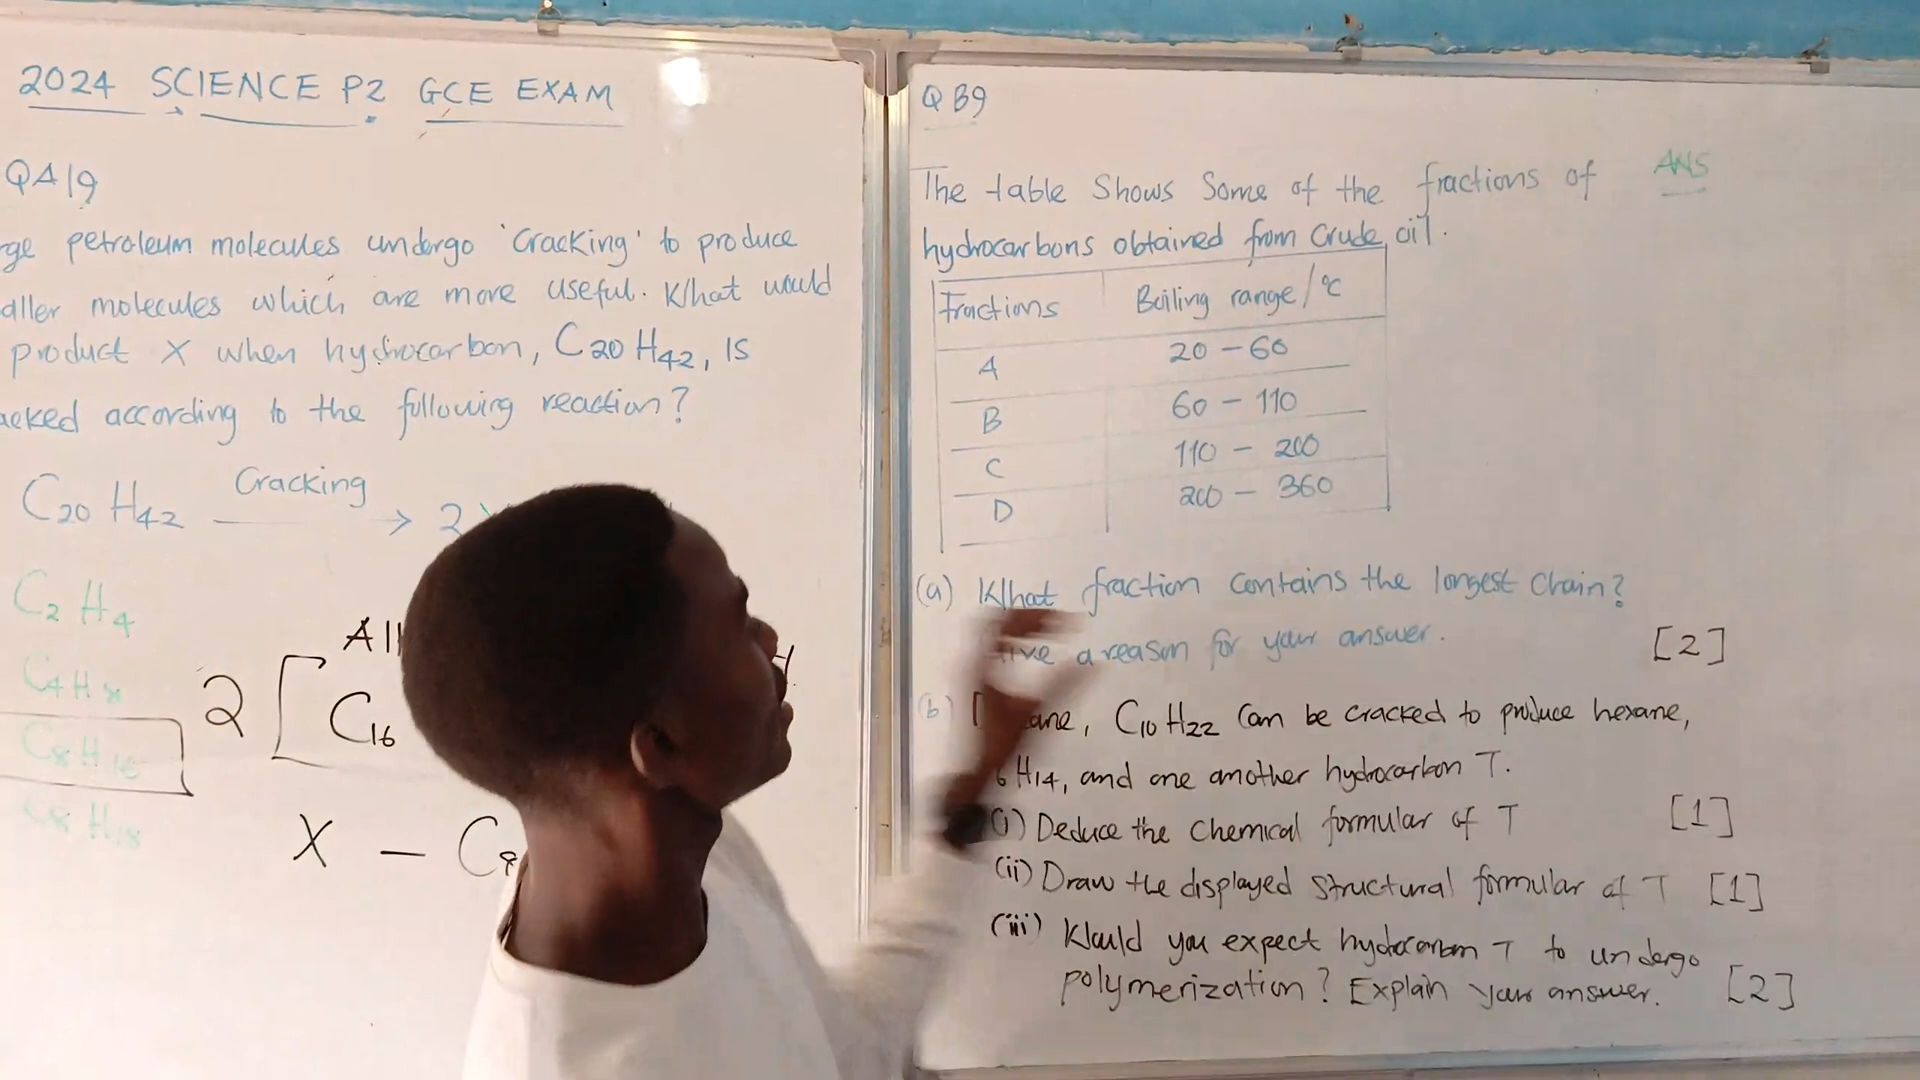 2024 SCIENCE P2 GCE EXAM
QA19
rge petroleum molecules undergo 'Cracking' to produce
aller molecules which are more useful. What would
product X when hydrocarbon, C20 H42, is
acked according to the following reaction?
C20 H42 Cracking → 2
C2 H4
C4 H8
C8 H16
C8 H18
All
2 [ C16
X - C8
Q B9
The table Shows Some of the fractions of
hydrocarbons obtained from Crude oil.
ANS
Fractions Boiling range/°C
A 20 - 60
B 60 - 110
C 110 - 200
D 200 - 360
(a) What fraction contains the longest Chain?
a reason for your answer. [2]
(b) ane, C10 H22 Can be cracked to produce hexane,
6 H14, and one another hydrocarbon T.
(i) Deduce the chemical formular of T [1]
(ii) Draw the displayed structural formular of T [1]
(iii) Would you expect hydrocarbon T to undergo
polymerization? Explain your answer. [2]